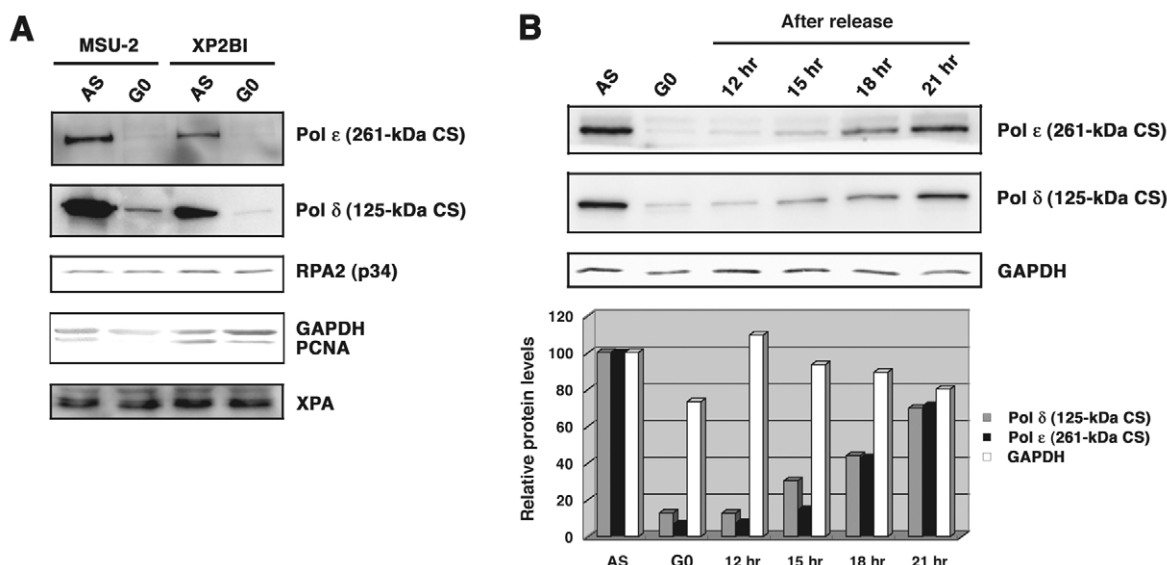 A
MSU-2 XP2BI
AS G0 AS G0
Pol ε (261-kDa CS)
Pol δ (125-kDa CS)
RPA2 (p34)
GAPDH
PCNA
XPA
B
After release
AS G0 12 hr 15 hr 18 hr 21 hr
Pol ε (261-kDa CS)
Pol δ (125-kDa CS)
GAPDH
Relative protein levels
120
100
80
60
40
20
0
AS G0 12 hr 15 hr 18 hr 21 hr
Pol δ (125-kDa CS)
Pol ε (261-kDa CS)
GAPDH